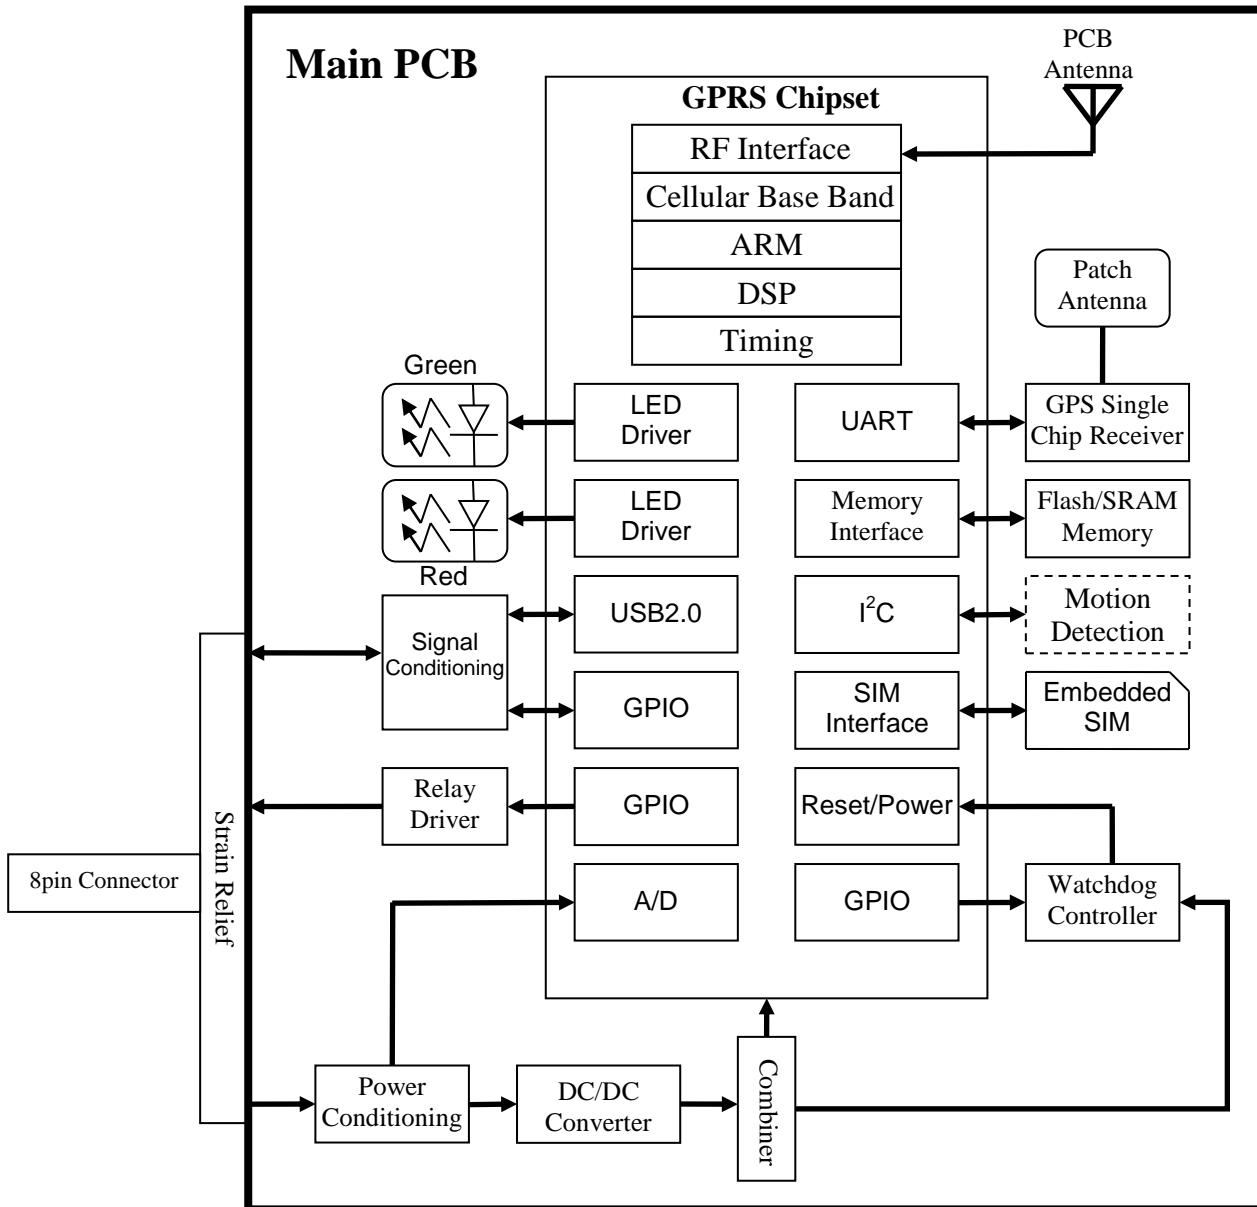 Main PCB
PCB
Antenna
GPRS Chipset
RF Interface
Cellular Base Band
ARM
DSP
Timing
Patch
Antenna
Green
LED
Driver
UART
GPS Single
Chip Receiver
LED
Driver
Memory
Interface
Flash/SRAM
Memory
Red
Signal
Conditioning
USB2.0
I²C
Motion
Detection
GPIO
SIM
Interface
Embedded
SIM
Relay
Driver
GPIO
Reset/Power
8pin Connector
Strain Relief
A/D
GPIO
Watchdog
Controller
Power
Conditioning
DC/DC
Converter
Combiner